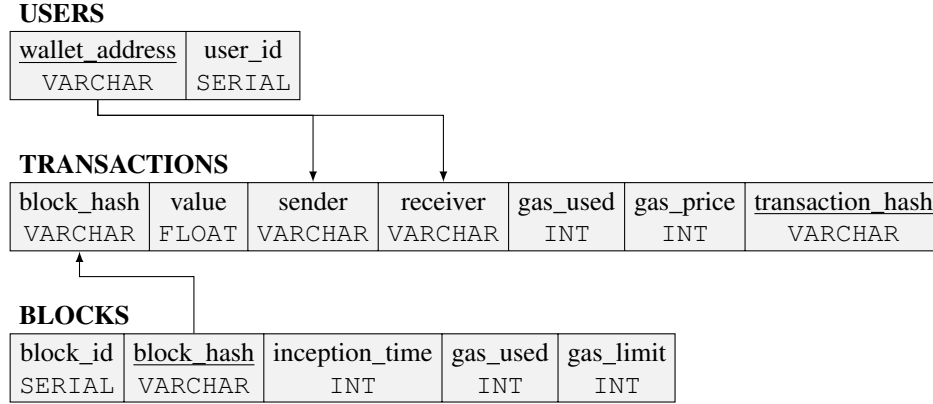 USERS
wallet_address user_id
VARCHAR SERIAL
TRANSACTIONS
block_hash value sender receiver gas_used gas_price transaction_hash
VARCHAR FLOAT VARCHAR VARCHAR INT INT VARCHAR
BLOCKS
block_id block_hash inception_time gas_used gas_limit
SERIAL VARCHAR INT INT INT